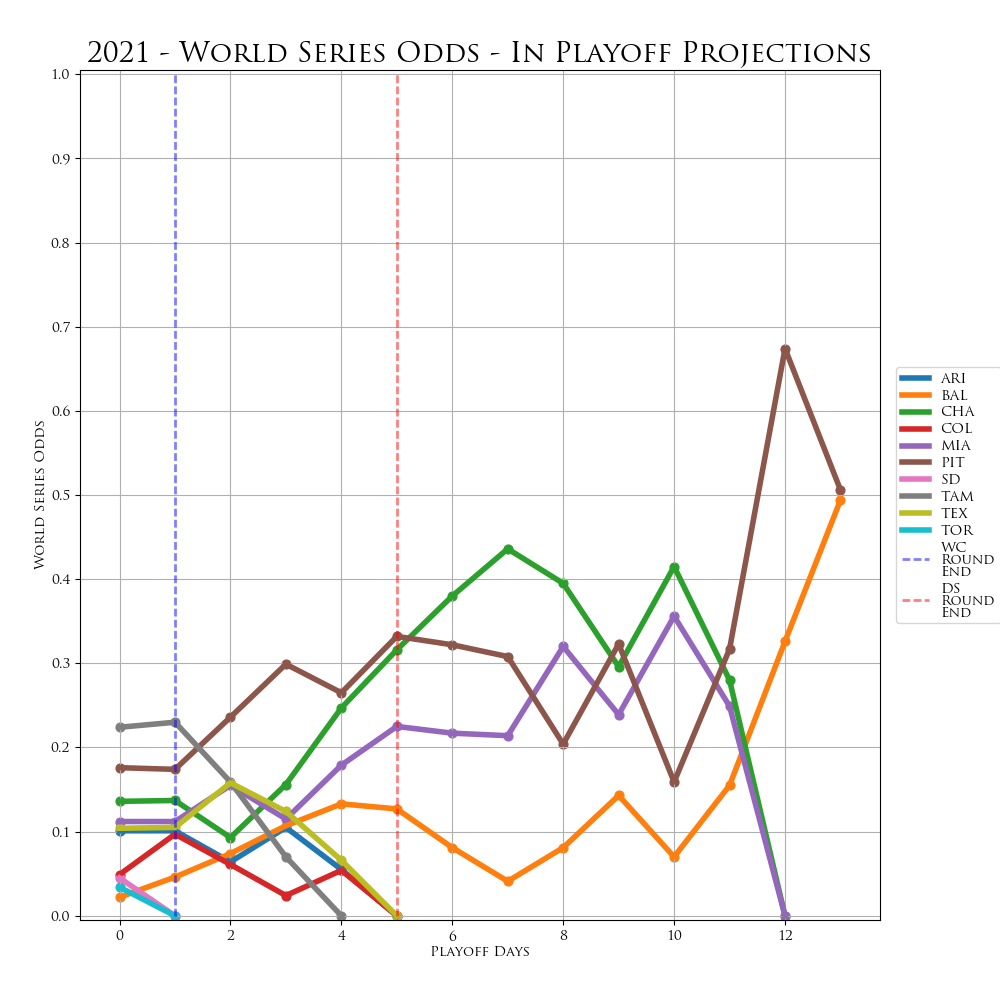 2021 - World Series Odds - In Playoff Projections
World Series Odds
1.0
0.9
0.8
0.7
0.6
0.5
0.4
0.3
0.2
0.1
0.0
0 2 4 6 8 10 12
Playoff Days
ARI
BAL
CHA
COL
MIA
PIT
SD
TAM
TEX
TOR
WC
Round
End
DS
Round
End